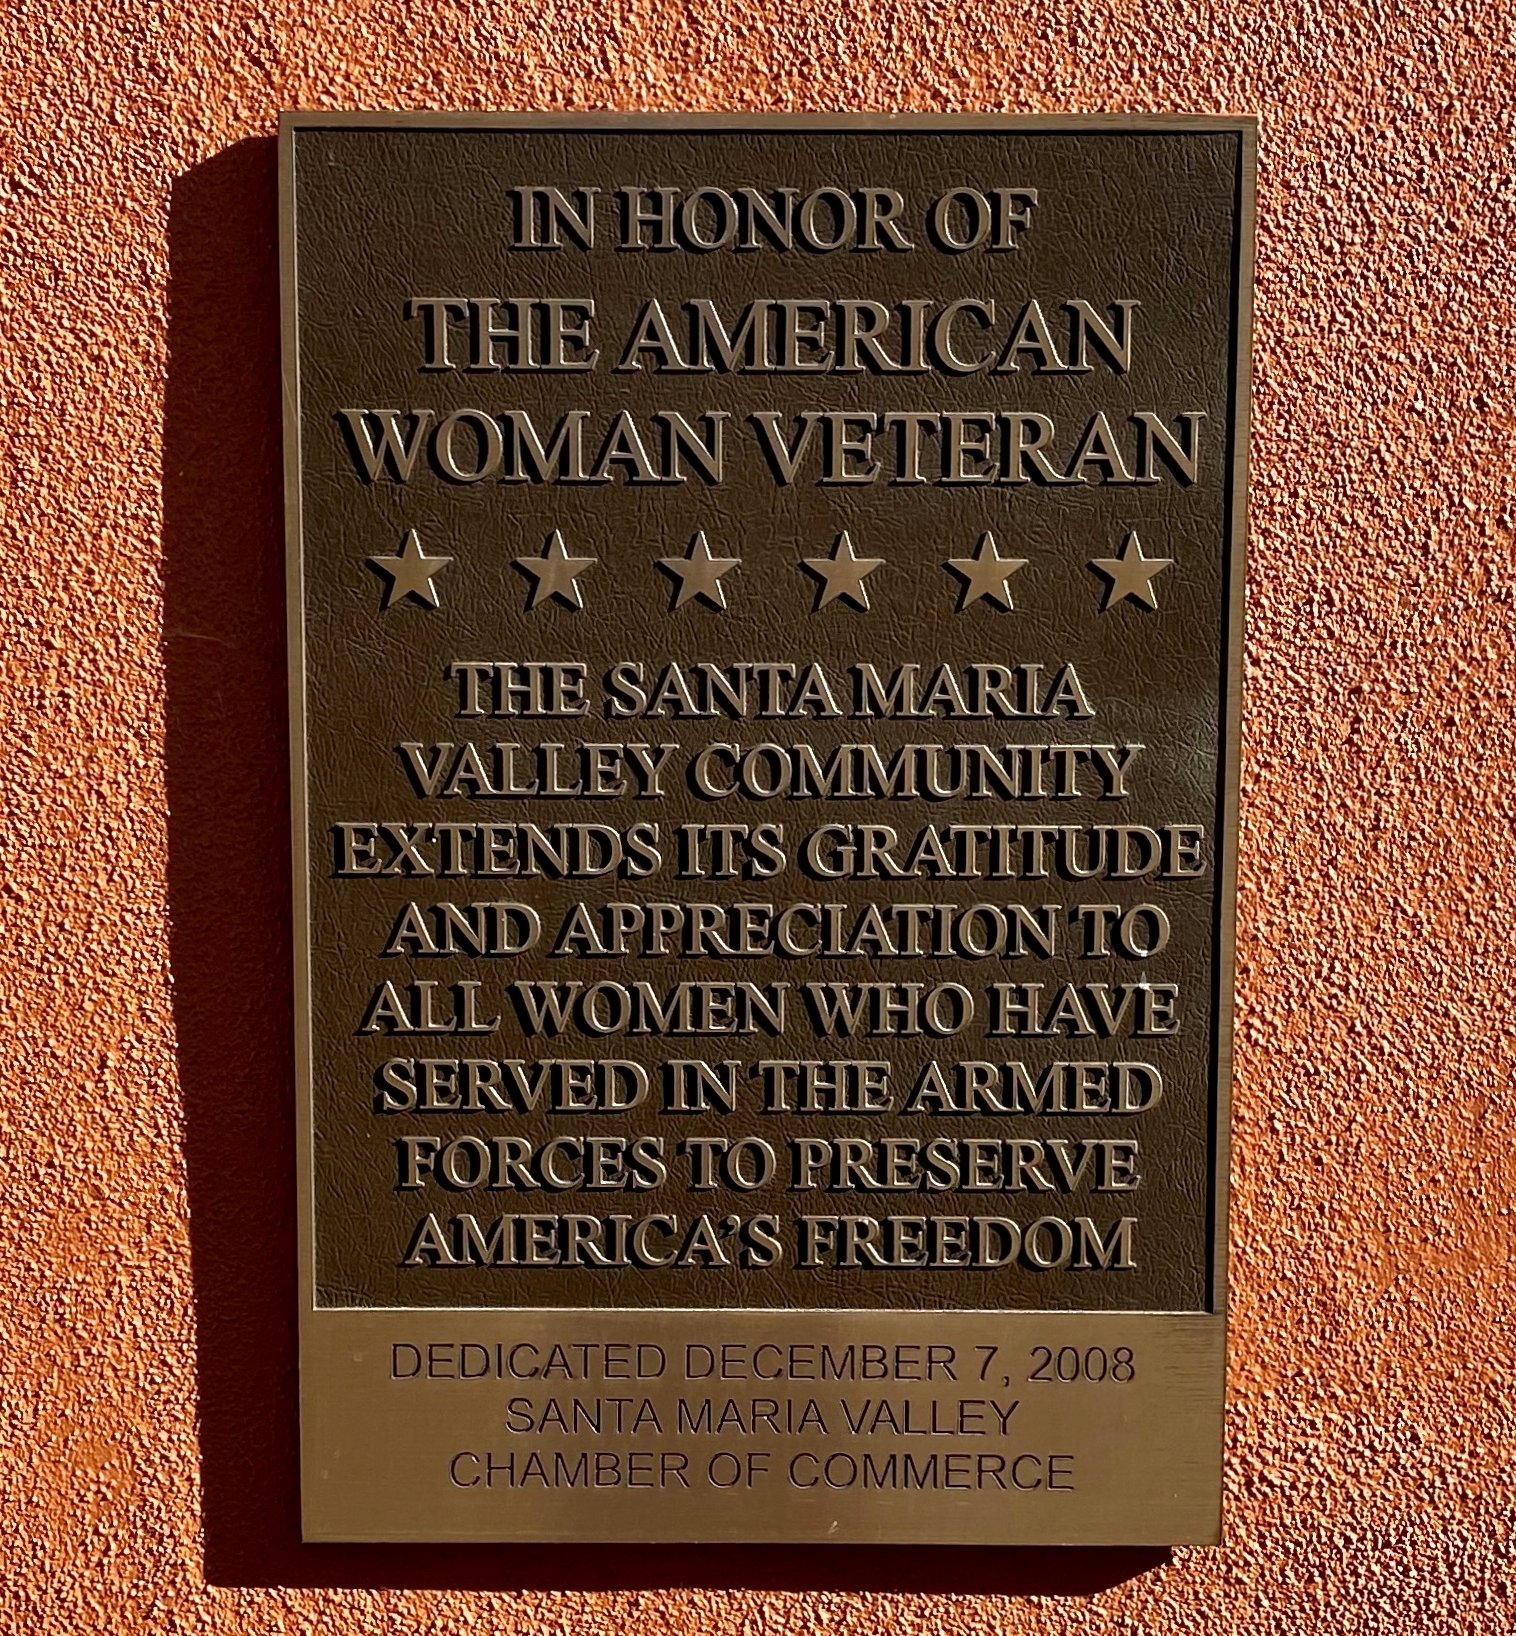 IN HONOR OF
THE AMERICAN
WOMAN VETERAN
THE SANTA MARIA
VALLEY COMMUNITY
EXTENDS ITS GRATITUDE
AND APPRECIATION TO
ALL WOMEN WHO HAVE
SERVED IN THE ARMED
FORCES TO PRESERVE
AMERICA'S FREEDOM
DEDICATED DECEMBER 7, 2008
SANTA MARIA VALLEY
CHAMBER OF COMMERCE